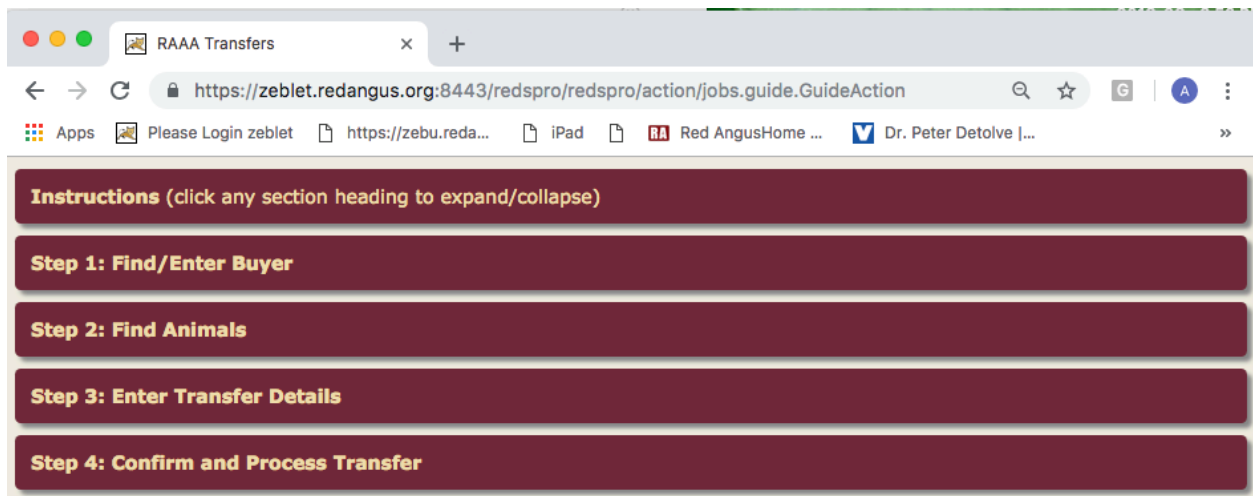 RAAA Transfers
https://zeblet.redangus.org:8443/redspro/redspro/action/jobs.guide.GuideAction G A
Apps Please Login zeblet https://zebu.reda... iPad RA Red AngusHome ... V Dr. Peter Detolve |... »
Instructions (click any section heading to expand/collapse)
Step 1: Find/Enter Buyer
Step 2: Find Animals
Step 3: Enter Transfer Details
Step 4: Confirm and Process Transfer